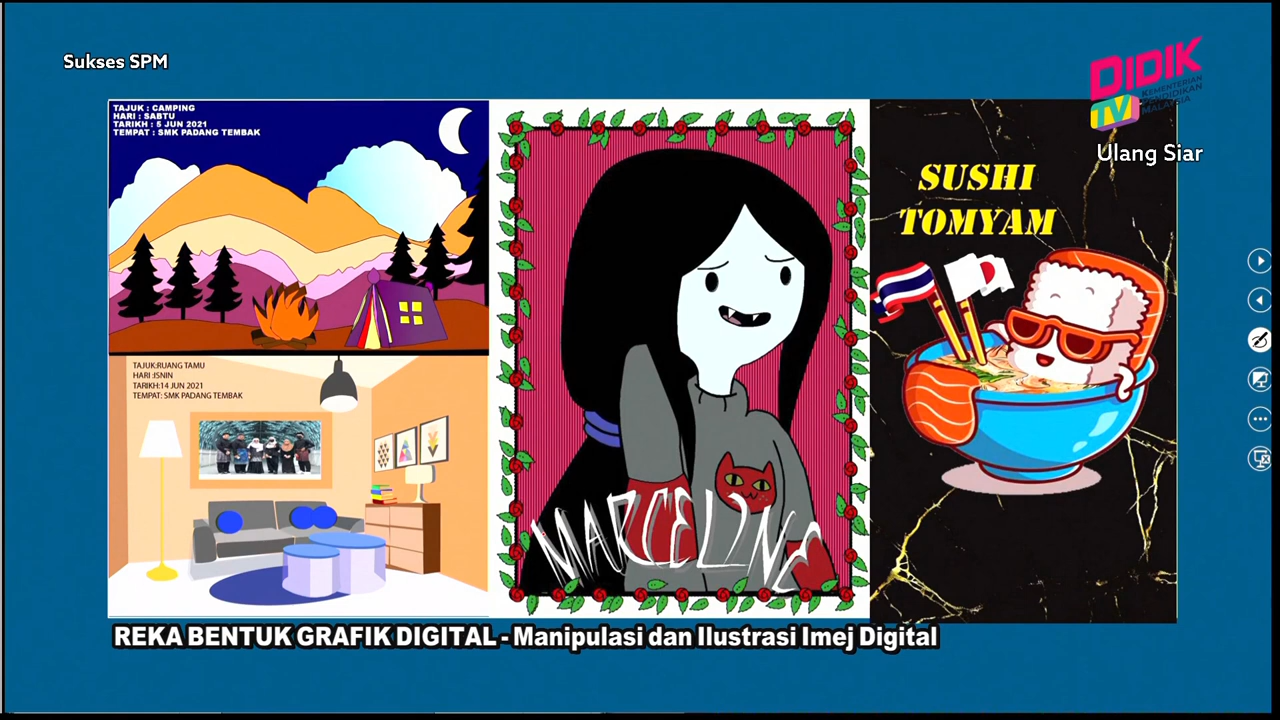 Sukses SPM
DIDIK
TV
KEMENTERIAN
PENDIDIKAN
MALAYSIA
Ulang Siar
TAJUK : CAMPING
HARI : SABTU
TARIKH : 5 JUN 2021
TEMPAT : SMK PADANG TEMBAK
TAJUK:RUANG TAMU
HARI :ISNIN
TARIKH:14 JUN 2021
TEMPAT: SMK PADANG TEMBAK
MARCELINE
SUSHI
TOMYAM
REKA BENTUK GRAFIK DIGITAL - Manipulasi dan Ilustrasi Imej Digital